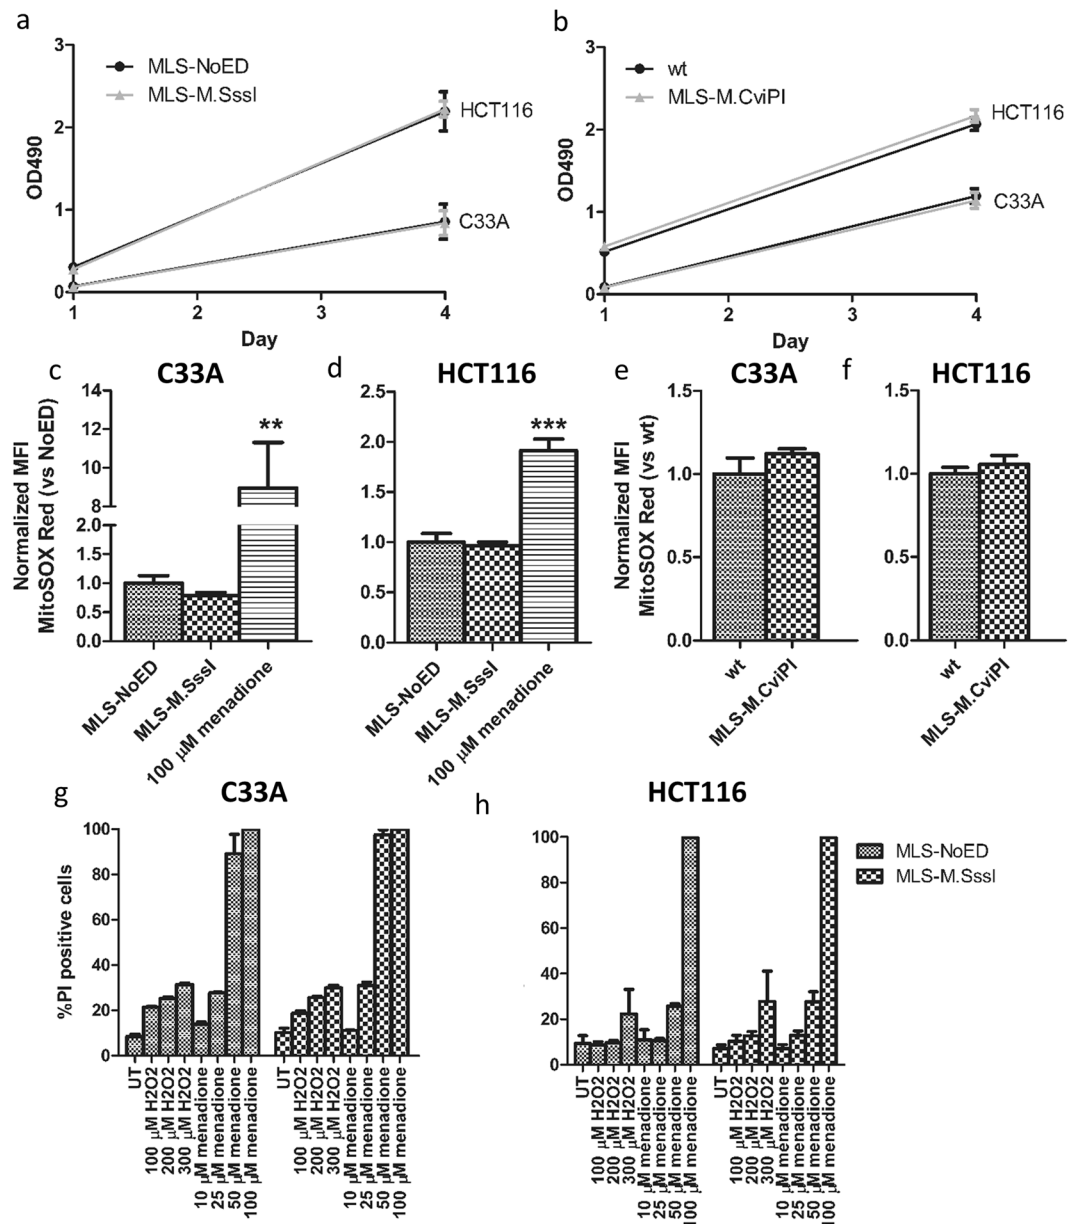 a
3
2
1
0
OD490
MLS-NoED
MLS-M.SssI
HCT116
C33A
1
2
3
4
Day
b
3
2
1
0
OD490
wt
MLS-M.CviPI
HCT116
C33A
1
2
3
4
Day
c
C33A
Normalized MFI
MitoSOX Red (vs NoED)
14
12
10
8
2.0
1.5
1.0
0.5
0.0
**
MLS-NoED
MLS-M.SssI
100 µM menadione
d
HCT116
2.5
2.0
1.5
1.0
0.5
0.0
***
MLS-NoED
MLS-M.SssI
100 µM menadione
e
C33A
Normalized MFI
MitoSOX Red (vs wt)
1.5
1.0
0.5
0.0
wt
MLS-M.CviPI
f
HCT116
1.5
1.0
0.5
0.0
wt
MLS-M.CviPI
g
C33A
%PI positive cells
100
80
60
40
20
0
UT
100 µM H2O2
200 µM H2O2
300 µM H2O2
10 µM menadione
25 µM menadione
50 µM menadione
100 µM menadione
UT
100 µM H2O2
200 µM H2O2
300 µM H2O2
10 µM menadione
25 µM menadione
50 µM menadione
100 µM menadione
h
HCT116
100
80
60
40
20
0
UT
100 µM H2O2
200 µM H2O2
300 µM H2O2
10 µM menadione
25 µM menadione
50 µM menadione
100 µM menadione
UT
100 µM H2O2
200 µM H2O2
300 µM H2O2
10 µM menadione
25 µM menadione
50 µM menadione
100 µM menadione
MLS-NoED
MLS-M.SssI